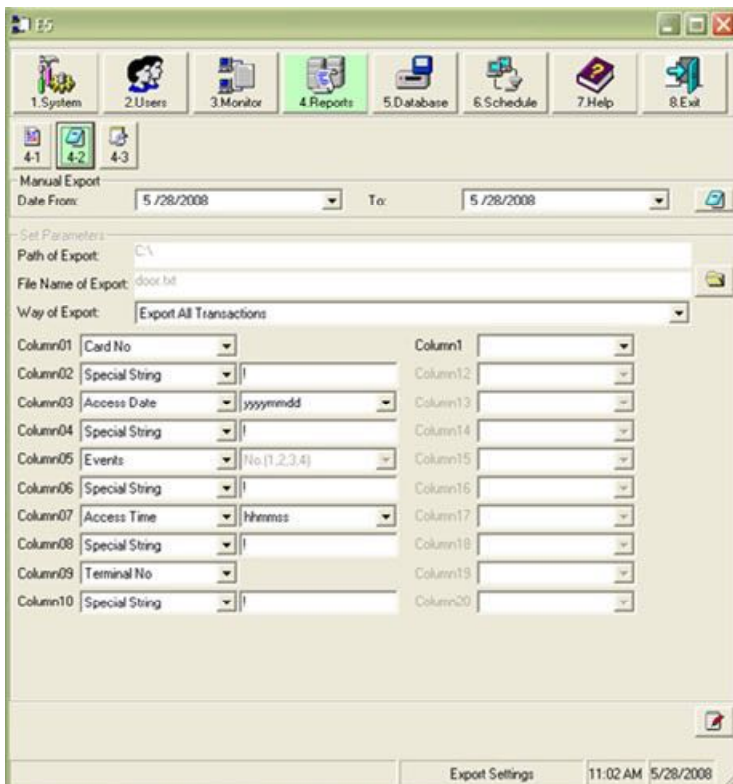 E5
1.System 2.Users 3.Monitor 4.Reports 5.Database 6.Schedule 7.Help 8.Exit
4-1 4-2 4-3
Manual Export
Date From: 5 /28/2008 To: 5 /28/2008
Set Parameters
Path of Export: C:\
File Name of Export: door.txt
Way of Export: Export All Transactions
Column01 Card No Column1
Column02 Special String ! Column12
Column03 Access Date yyyymmdd Column13
Column04 Special String ! Column14
Column05 Events No.(1,2,3,4) Column15
Column06 Special String ! Column16
Column07 Access Time hhmmss Column17
Column08 Special String ! Column18
Column09 Terminal No Column19
Column10 Special String ! Column20
Export Settings 11:02 AM 5/28/2008